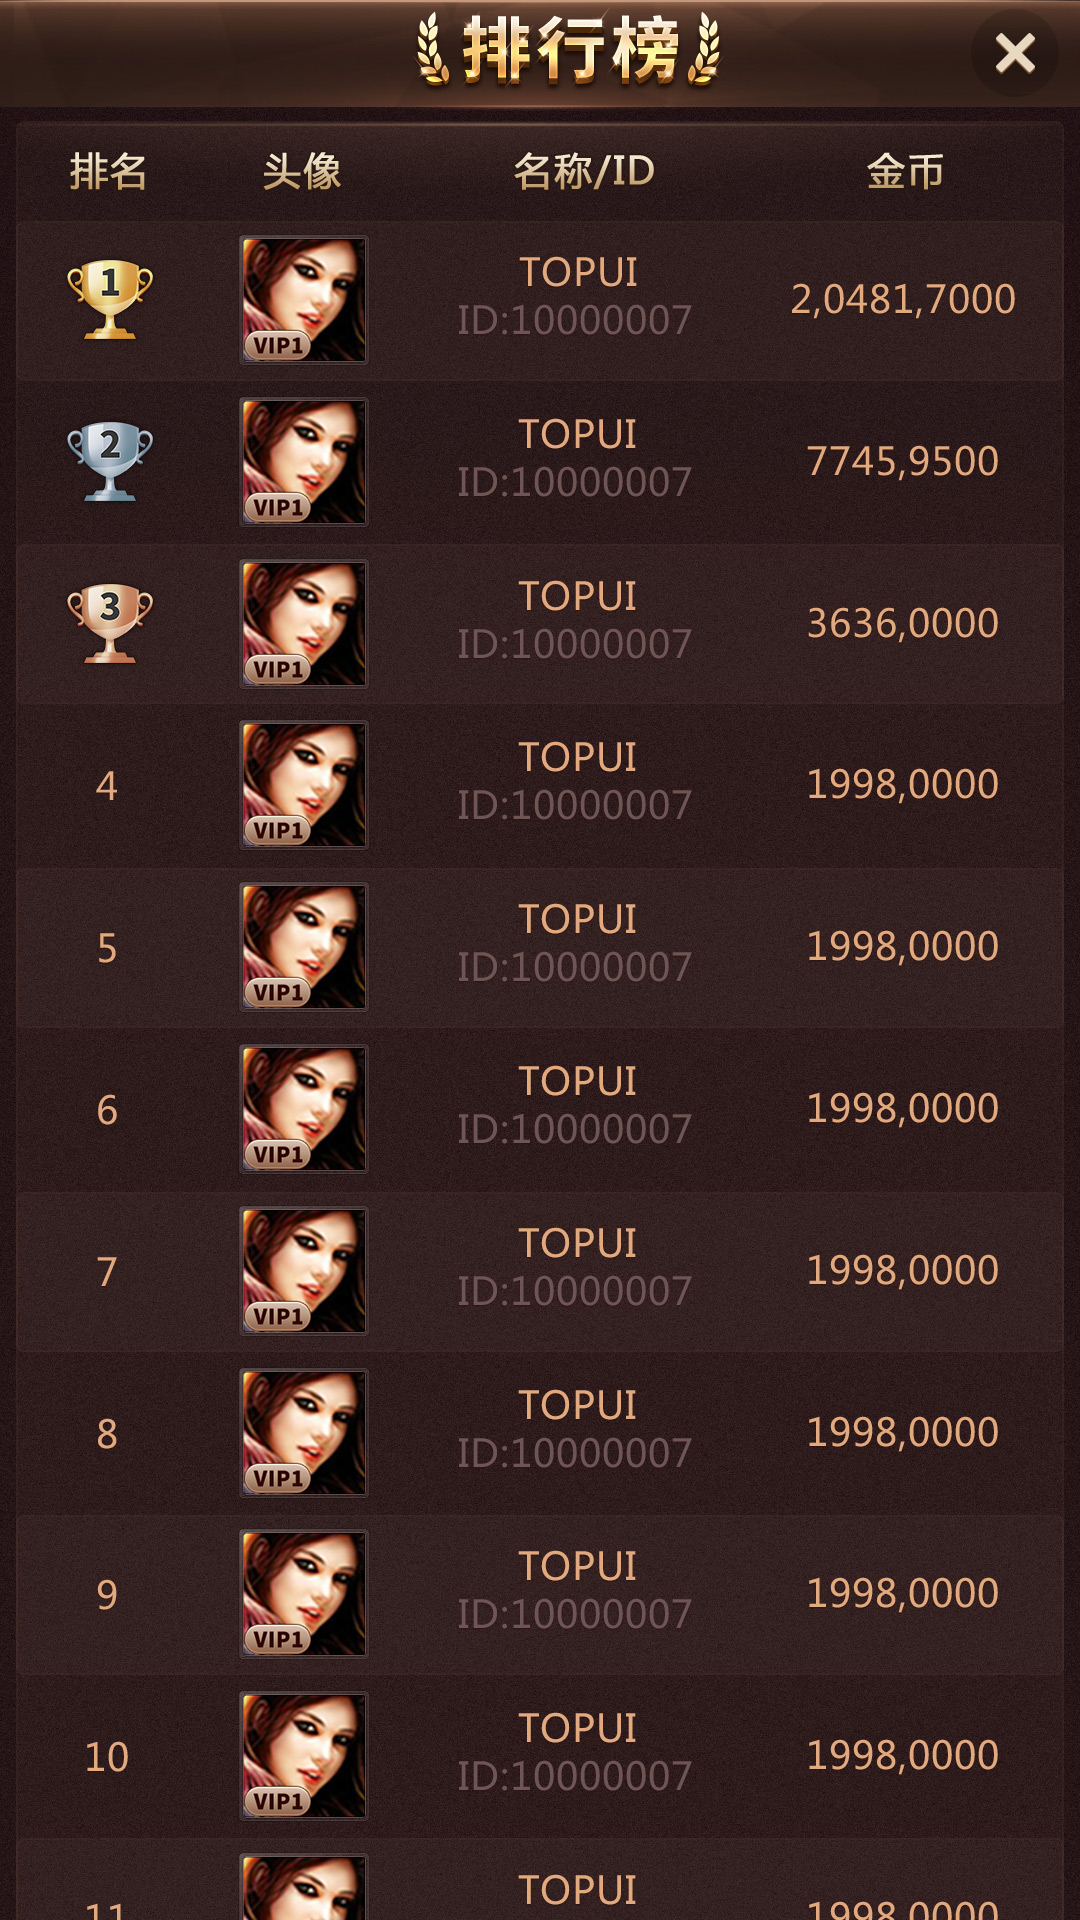 排行榜
排名 头像 名称/ID 金币
1 VIP1 TOPUI ID:10000007 2,0481,7000
2 VIP1 TOPUI ID:10000007 7745,9500
3 VIP1 TOPUI ID:10000007 3636,0000
4 VIP1 TOPUI ID:10000007 1998,0000
5 VIP1 TOPUI ID:10000007 1998,0000
6 VIP1 TOPUI ID:10000007 1998,0000
7 VIP1 TOPUI ID:10000007 1998,0000
8 VIP1 TOPUI ID:10000007 1998,0000
9 VIP1 TOPUI ID:10000007 1998,0000
10 VIP1 TOPUI ID:10000007 1998,0000
11 TOPUI 1998,0000